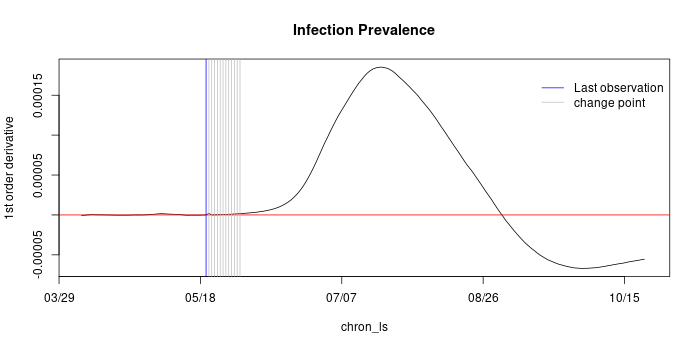 Infection Prevalence
1st order derivative
0.00015
0.00005
-0.00005
Last observation
change point
03/29
05/18
07/07
08/26
10/15
chron_ls